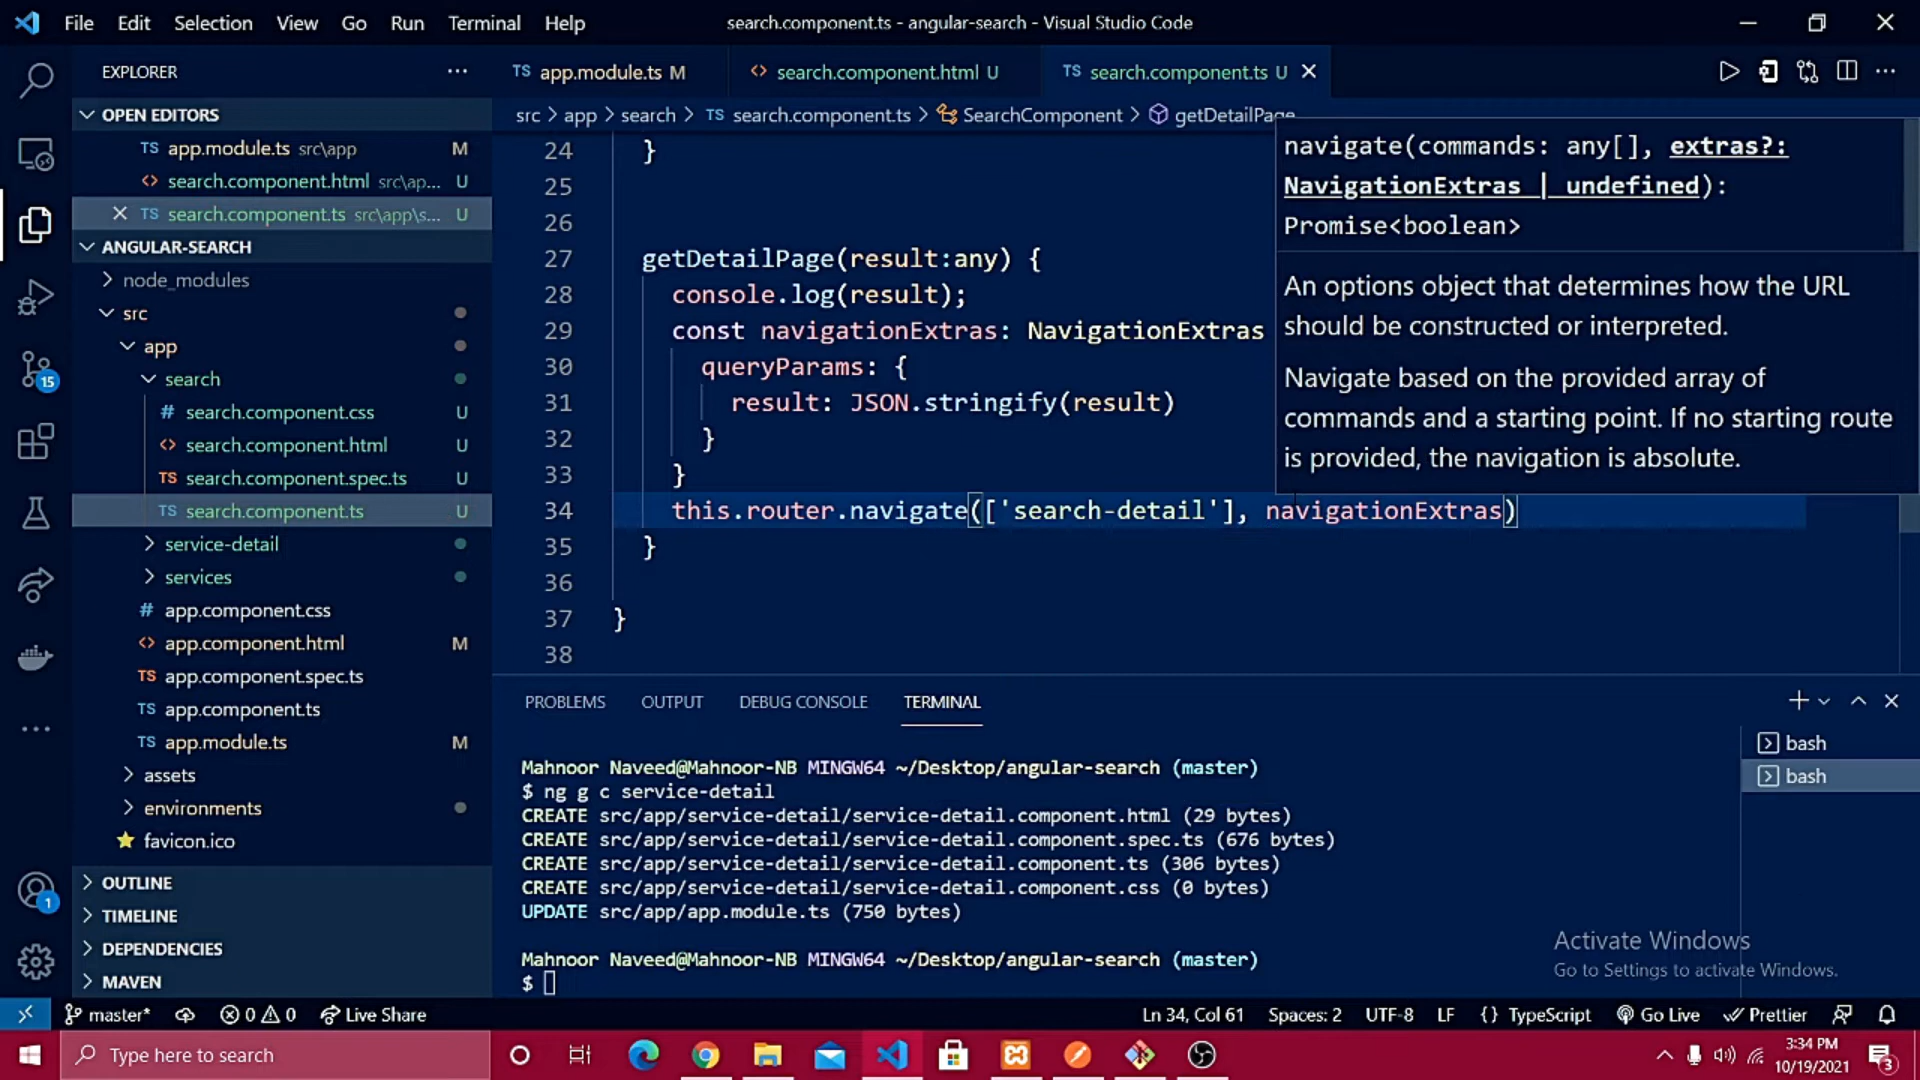 File Edit Selection View Go Run Terminal Help
search.component.ts - angular-search - Visual Studio Code
EXPLORER
OPEN EDITORS
TS app.module.ts src\app M
<> search.component.html src\ap... U
TS search.component.ts src\app\s... U
ANGULAR-SEARCH
node_modules
src
app
search
# search.component.css U
<> search.component.html U
TS search.component.spec.ts U
TS search.component.ts U
service-detail
services
# app.component.css
<> app.component.html M
TS app.component.spec.ts
TS app.component.ts
TS app.module.ts M
assets
environments
favicon.ico
OUTLINE
TIMELINE
DEPENDENCIES
MAVEN
15
1
TS app.module.ts M
<> search.component.html U
TS search.component.ts U
src > app > search > TS search.component.ts > SearchComponent > getDetailPage
24 }
25
26
27 getDetailPage(result:any) {
28 console.log(result);
29 const navigationExtras: NavigationExtras
30 queryParams: {
31 result: JSON.stringify(result)
32 }
33 }
34 this.router.navigate(['search-detail'], navigationExtras)
35 }
36
37 }
38
navigate(commands: any[], extras?:
NavigationExtras | undefined):
Promise<boolean>
An options object that determines how the URL
should be constructed or interpreted.
Navigate based on the provided array of
commands and a starting point. If no starting route
is provided, the navigation is absolute.
PROBLEMS OUTPUT DEBUG CONSOLE TERMINAL
Mahnoor Naveed@Mahnoor-NB MINGW64 ~/Desktop/angular-search (master)
$ ng g c service-detail
CREATE src/app/service-detail/service-detail.component.html (29 bytes)
CREATE src/app/service-detail/service-detail.component.spec.ts (676 bytes)
CREATE src/app/service-detail/service-detail.component.ts (306 bytes)
CREATE src/app/service-detail/service-detail.component.css (0 bytes)
UPDATE src/app/app.module.ts (750 bytes)
Mahnoor Naveed@Mahnoor-NB MINGW64 ~/Desktop/angular-search (master)
$
bash
bash
Activate Windows
Go to Settings to activate Windows.
master* 0 0 Live Share
Ln 34, Col 61 Spaces: 2 UTF-8 LF {} TypeScript Go Live Prettier
Type here to search
3:34 PM
10/19/2021
3